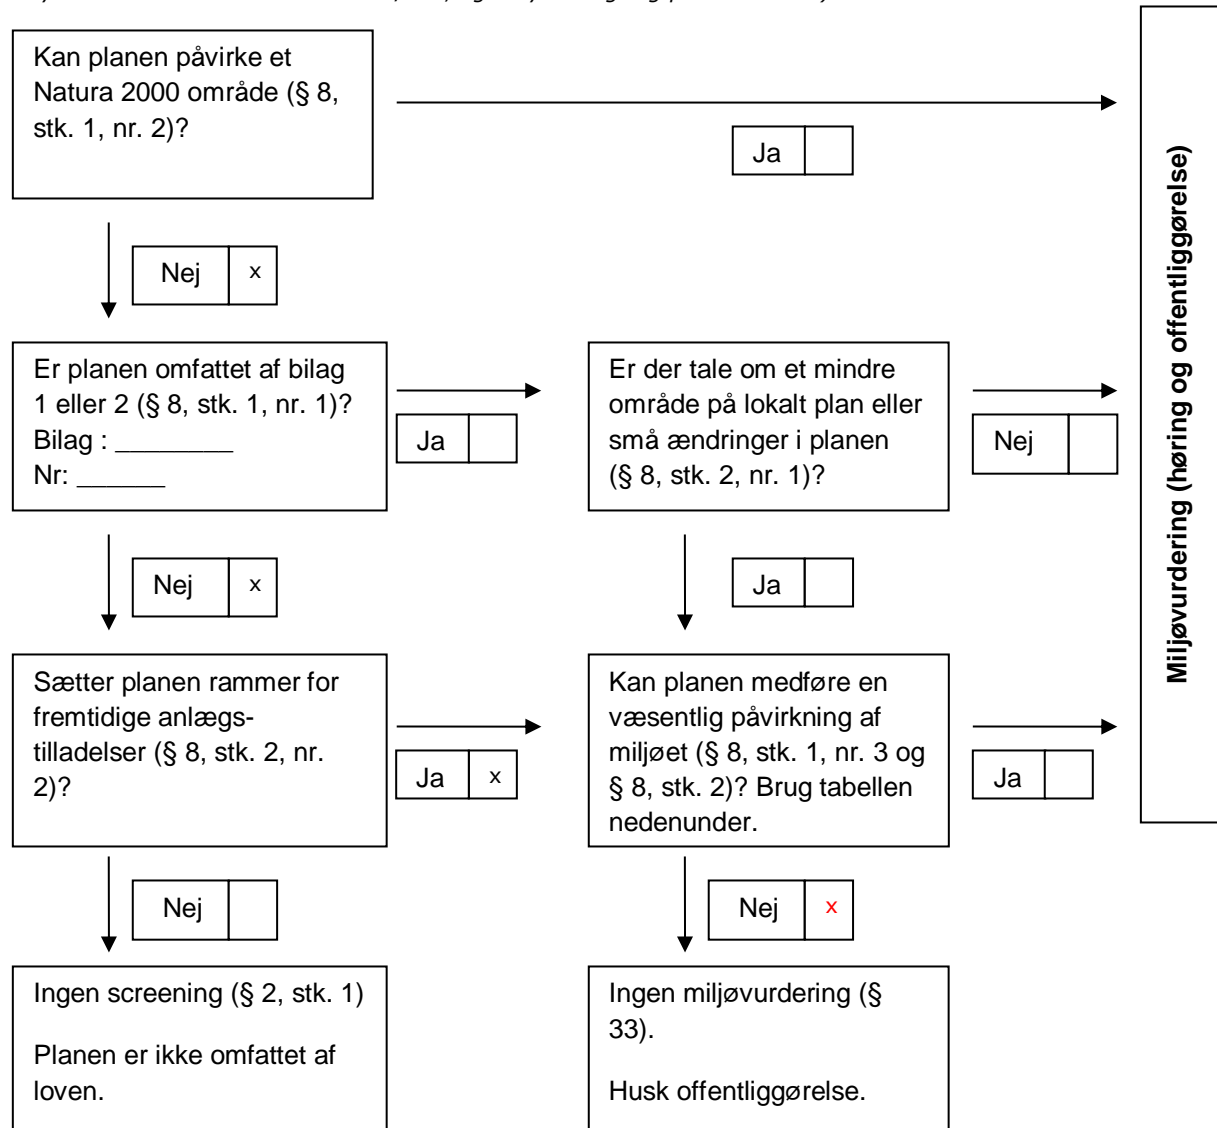 Kan planen påvirke et
Natura 2000 område (§ 8,
stk. 1, nr. 2)?
Ja
Nej x
Er planen omfattet af bilag
1 eller 2 (§ 8, stk. 1, nr. 1)?
Bilag : ________
Nr: ______
Ja
Er der tale om et mindre
område på lokalt plan eller
små ændringer i planen
(§ 8, stk. 2, nr. 1)?
Nej
Nej x
Ja
Sætter planen rammer for
fremtidige anlægs-
tilladelser (§ 8, stk. 2, nr.
2)?
Ja x
Kan planen medføre en
væsentlig påvirkning af
miljøet (§ 8, stk. 1, nr. 3 og
§ 8, stk. 2)? Brug tabellen
nedenunder.
Ja
Nej
Nej x
Ingen screening (§ 2, stk. 1)
Planen er ikke omfattet af
loven.
Ingen miljøvurdering (§
33).
Husk offentliggørelse.
Miljøvurdering (høring og offentliggørelse)